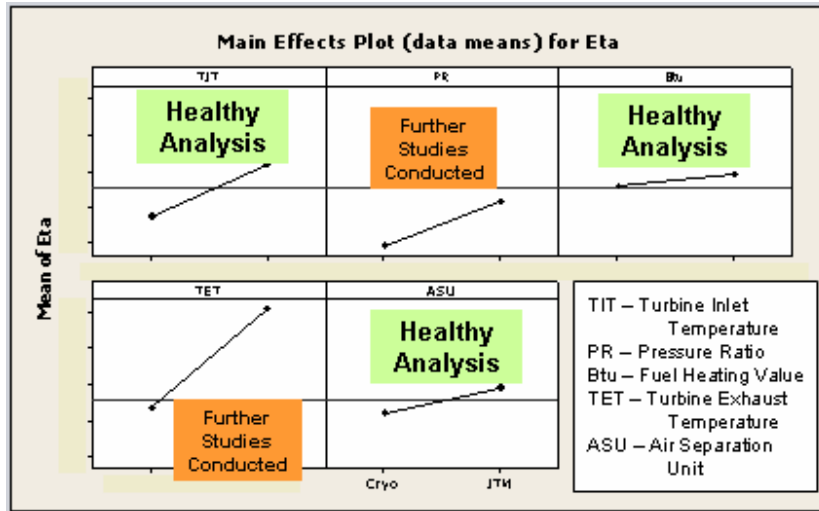 Main Effects Plot (data means) for Eta
TIT
PR
Btu
Healthy
Analysis
Further
Studies
Conducted
Healthy
Analysis
Mean of Eta
TET
ASU
Further
Studies
Conducted
Healthy
Analysis
Cryo
ITM
TIT – Turbine Inlet
Temperature
PR – Pressure Ratio
Btu – Fuel Heating Value
TET – Turbine Exhaust
Temperature
ASU – Air Separation
Unit